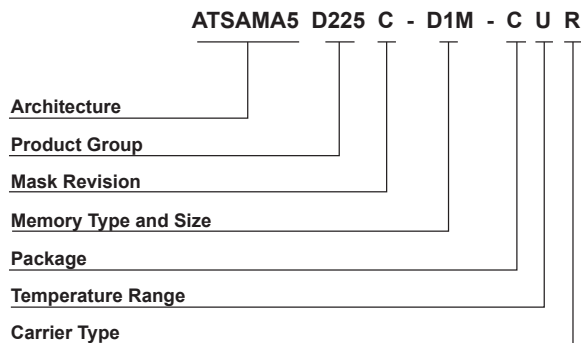 ATSAMA5 D225 C - D1M - C U R
Architecture
Product Group
Mask Revision
Memory Type and Size
Package
Temperature Range
Carrier Type